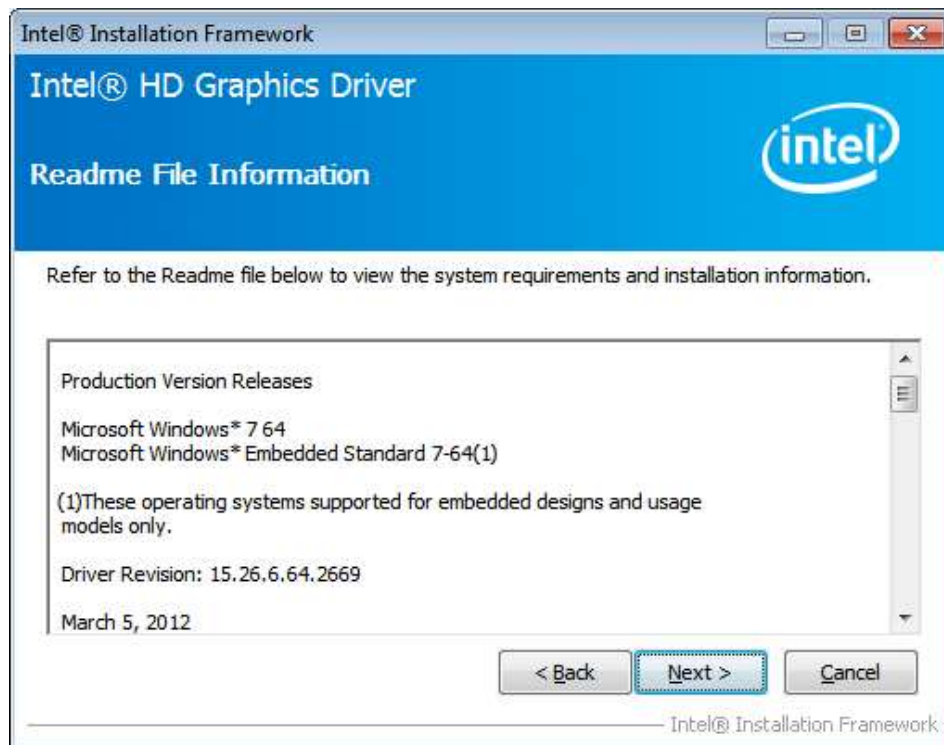 Intel® Installation Framework
Intel® HD Graphics Driver
intel
Readme File Information
Refer to the Readme file below to view the system requirements and installation information.
Production Version Releases
Microsoft Windows* 7 64
Microsoft Windows* Embedded Standard 7-64(1)
(1)These operating systems supported for embedded designs and usage
models only.
Driver Revision: 15.26.6.64.2669
March 5, 2012
< Back
Next >
Cancel
Intel® Installation Framework